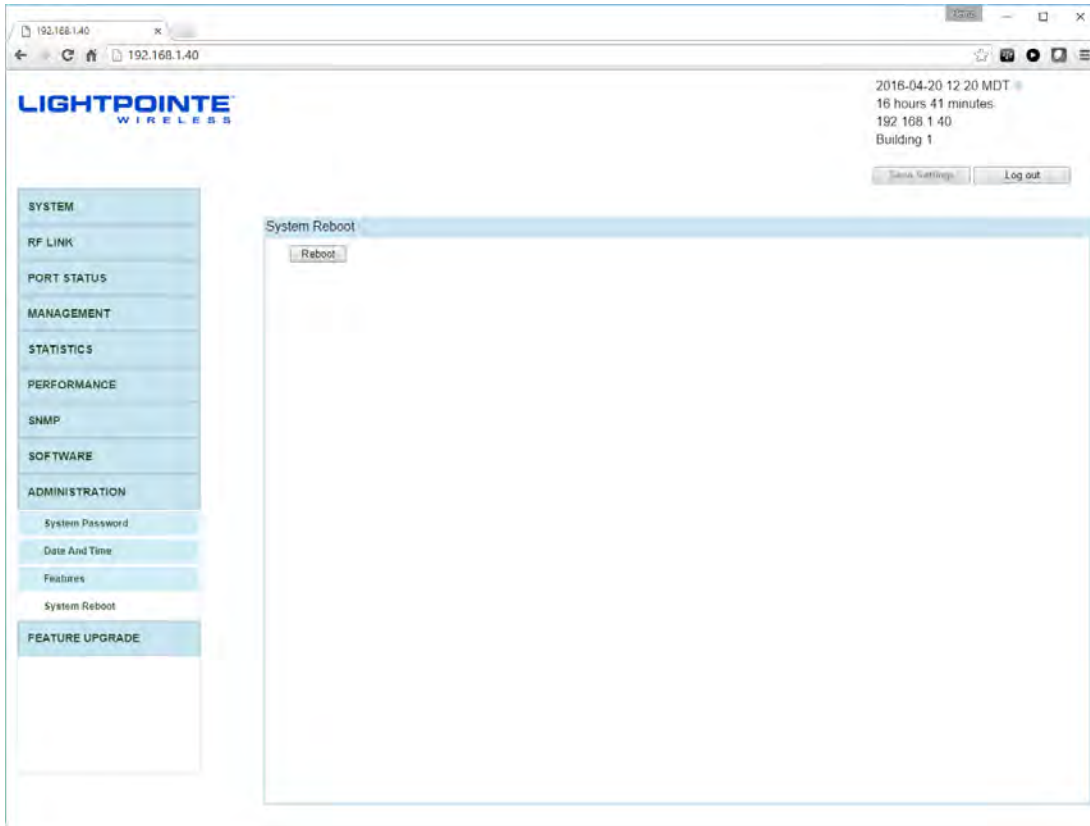 192.168.1.40
192.168.1.40
LIGHTPOINTE
WIRELESS
2016-04-20 12 20 MDT
16 hours 41 minutes
192 168 1 40
Building 1
Save Settings
Log out
SYSTEM
RF LINK
PORT STATUS
MANAGEMENT
STATISTICS
PERFORMANCE
SNMP
SOFTWARE
ADMINISTRATION
System Password
Date And Time
Features
System Reboot
FEATURE UPGRADE
System Reboot
Reboot